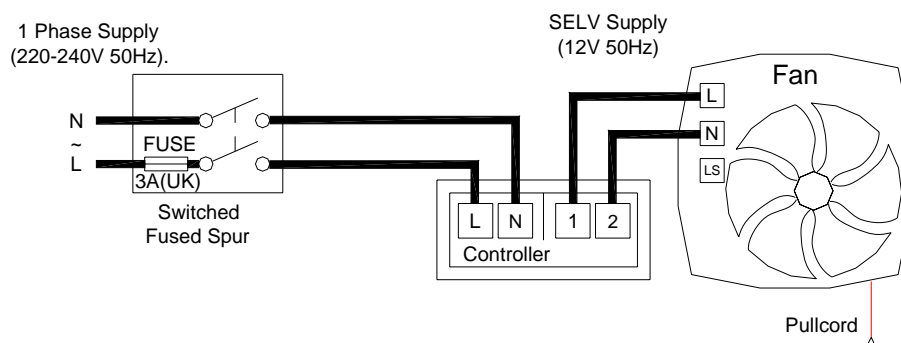 1 Phase Supply
(220-240V 50Hz).
SELV Supply
(12V 50Hz)
Fan
N
~
L
FUSE
3A(UK)
Switched
Fused Spur
L
N
1
2
Controller
L
N
LS
Pullcord